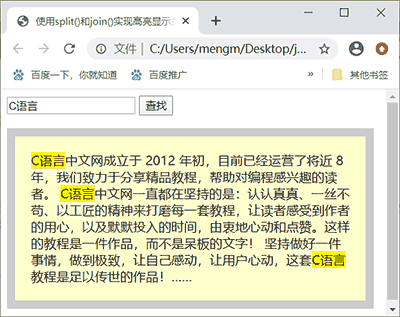 使用split()和join()实现高亮显示
文件 | C:/Users/mengm/Desktop/j...
百度一下，你就知道 百度推广 » 其他书签
C语言 查找
C语言中文网成立于 2012 年初，目前已经运营了将近 8
年，我们致力于分享精品教程，帮助对编程感兴趣的读
者。 C语言中文网一直都在坚持的是：认认真真、一丝不
苟、以工匠的精神来打磨每一套教程，让读者感受到作者
的用心，以及默默投入的时间，由衷地心动和点赞。这样
的教程是一件作品，而不是呆板的文字！ 坚持做好一件
事情，做到极致，让自己感动，让用户心动，这套C语言
教程是足以传世的作品！……